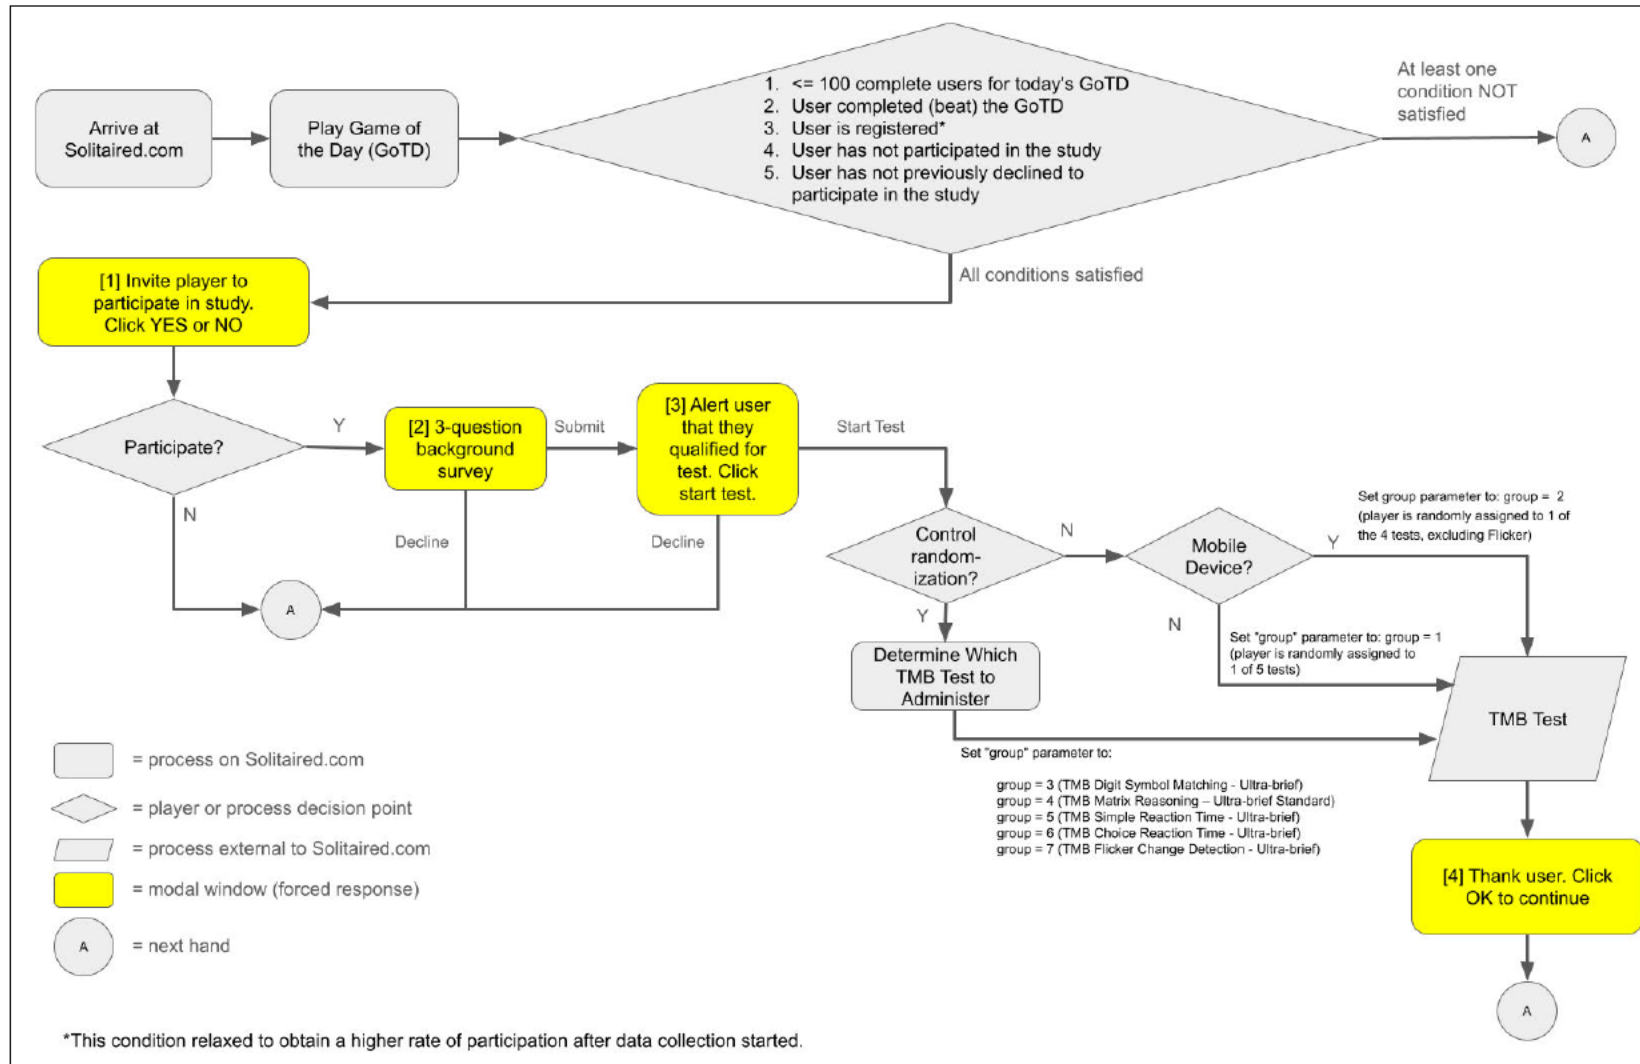 Arrive at
Solitaired.com
Play Game of
the Day (GoTD)
1. <= 100 complete users for today's GoTD
2. User completed (beat) the GoTD
3. User is registered*
4. User has not participated in the study
5. User has not previously declined to
participate in the study
At least one
condition NOT
satisfied
A
All conditions satisfied
[1] Invite player to
participate in study.
Click YES or NO
Participate?
Y
N
[2] 3-question
background
survey
Submit
Decline
[3] Alert user
that they
qualified for
test. Click
start test.
Start Test
Decline
A
Control
random-
ization?
N
Y
Mobile
Device?
Y
N
Set group parameter to: group = 2
(player is randomly assigned to 1 of
the 4 tests, excluding Flicker)
Set "group" parameter to: group = 1
(player is randomly assigned to
1 of 5 tests)
Determine Which
TMB Test to
Administer
TMB Test
Set "group" parameter to:
group = 3 (TMB Digit Symbol Matching - Ultra-brief)
group = 4 (TMB Matrix Reasoning – Ultra-brief Standard)
group = 5 (TMB Simple Reaction Time - Ultra-brief)
group = 6 (TMB Choice Reaction Time - Ultra-brief)
group = 7 (TMB Flicker Change Detection - Ultra-brief)
[4] Thank user. Click
OK to continue
A
= process on Solitaired.com
= player or process decision point
= process external to Solitaired.com
= modal window (forced response)
A
= next hand
*This condition relaxed to obtain a higher rate of participation after data collection started.